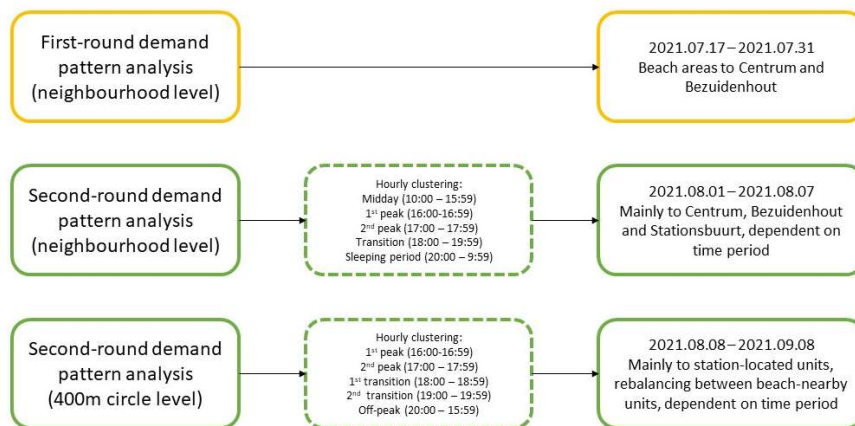 First-round demand
pattern analysis
(neighbourhood level)
2021.07.17 – 2021.07.31
Beach areas to Centrum and
Bezuidenhout
Second-round demand
pattern analysis
(neighbourhood level)
Hourly clustering:
Midday (10:00 – 15:59)
1st peak (16:00-16:59)
2nd peak (17:00 – 17:59)
Transition (18:00 – 19:59)
Sleeping period (20:00 – 9:59)
2021.08.01 – 2021.08.07
Mainly to Centrum, Bezuidenhout
and Stationsbuurt, dependent on
time period
Second-round demand
pattern analysis
(400m circle level)
Hourly clustering:
1st peak (16:00-16:59)
2nd peak (17:00 – 17:59)
1st transition (18:00 – 18:59)
2nd transition (19:00 – 19:59)
Off-peak (20:00 – 15:59)
2021.08.08 – 2021.09.08
Mainly to station-located units,
rebalancing between beach-nearby
units, dependent on time period